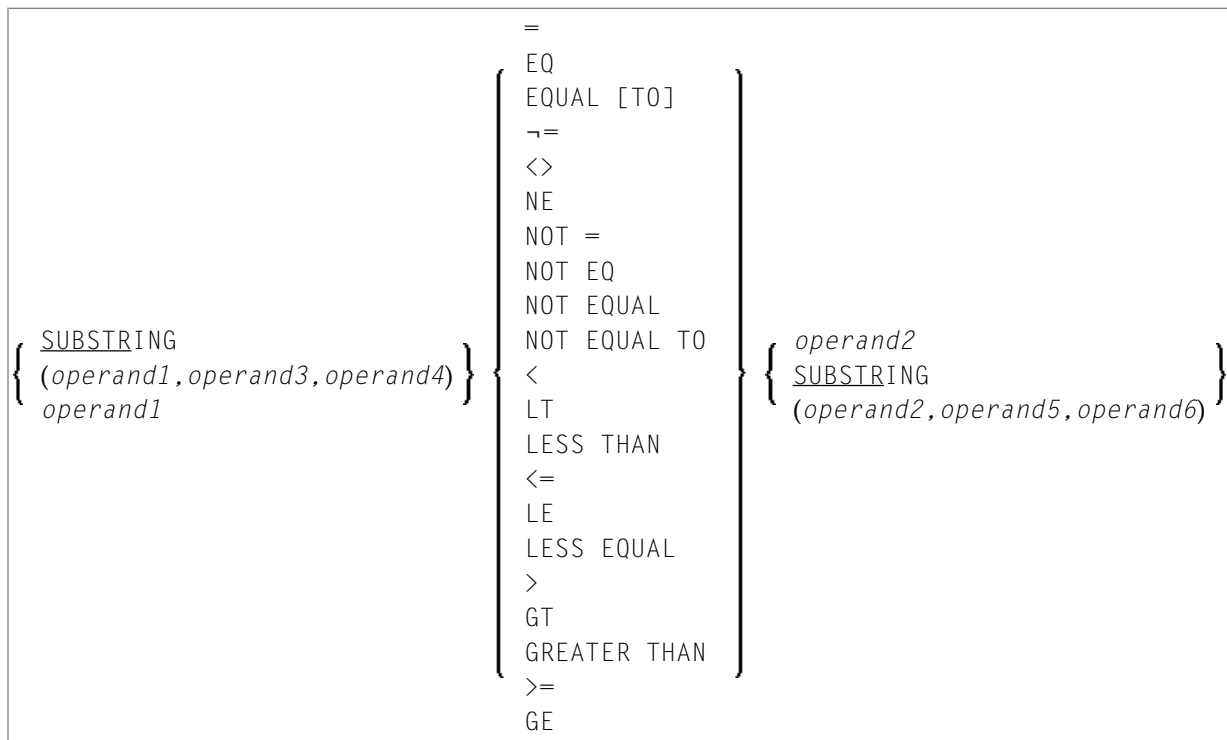 =
EQ
EQUAL [TO]
¬=
<>
NE
NOT =
NOT EQ
NOT EQUAL
NOT EQUAL TO
<
LT
LESS THAN
<=
LE
LESS EQUAL
>
GT
GREATER THAN
>=
GE
SUBSTRING
(operand1,operand3,operand4)
operand1
operand2
SUBSTRING
(operand2,operand5,operand6)